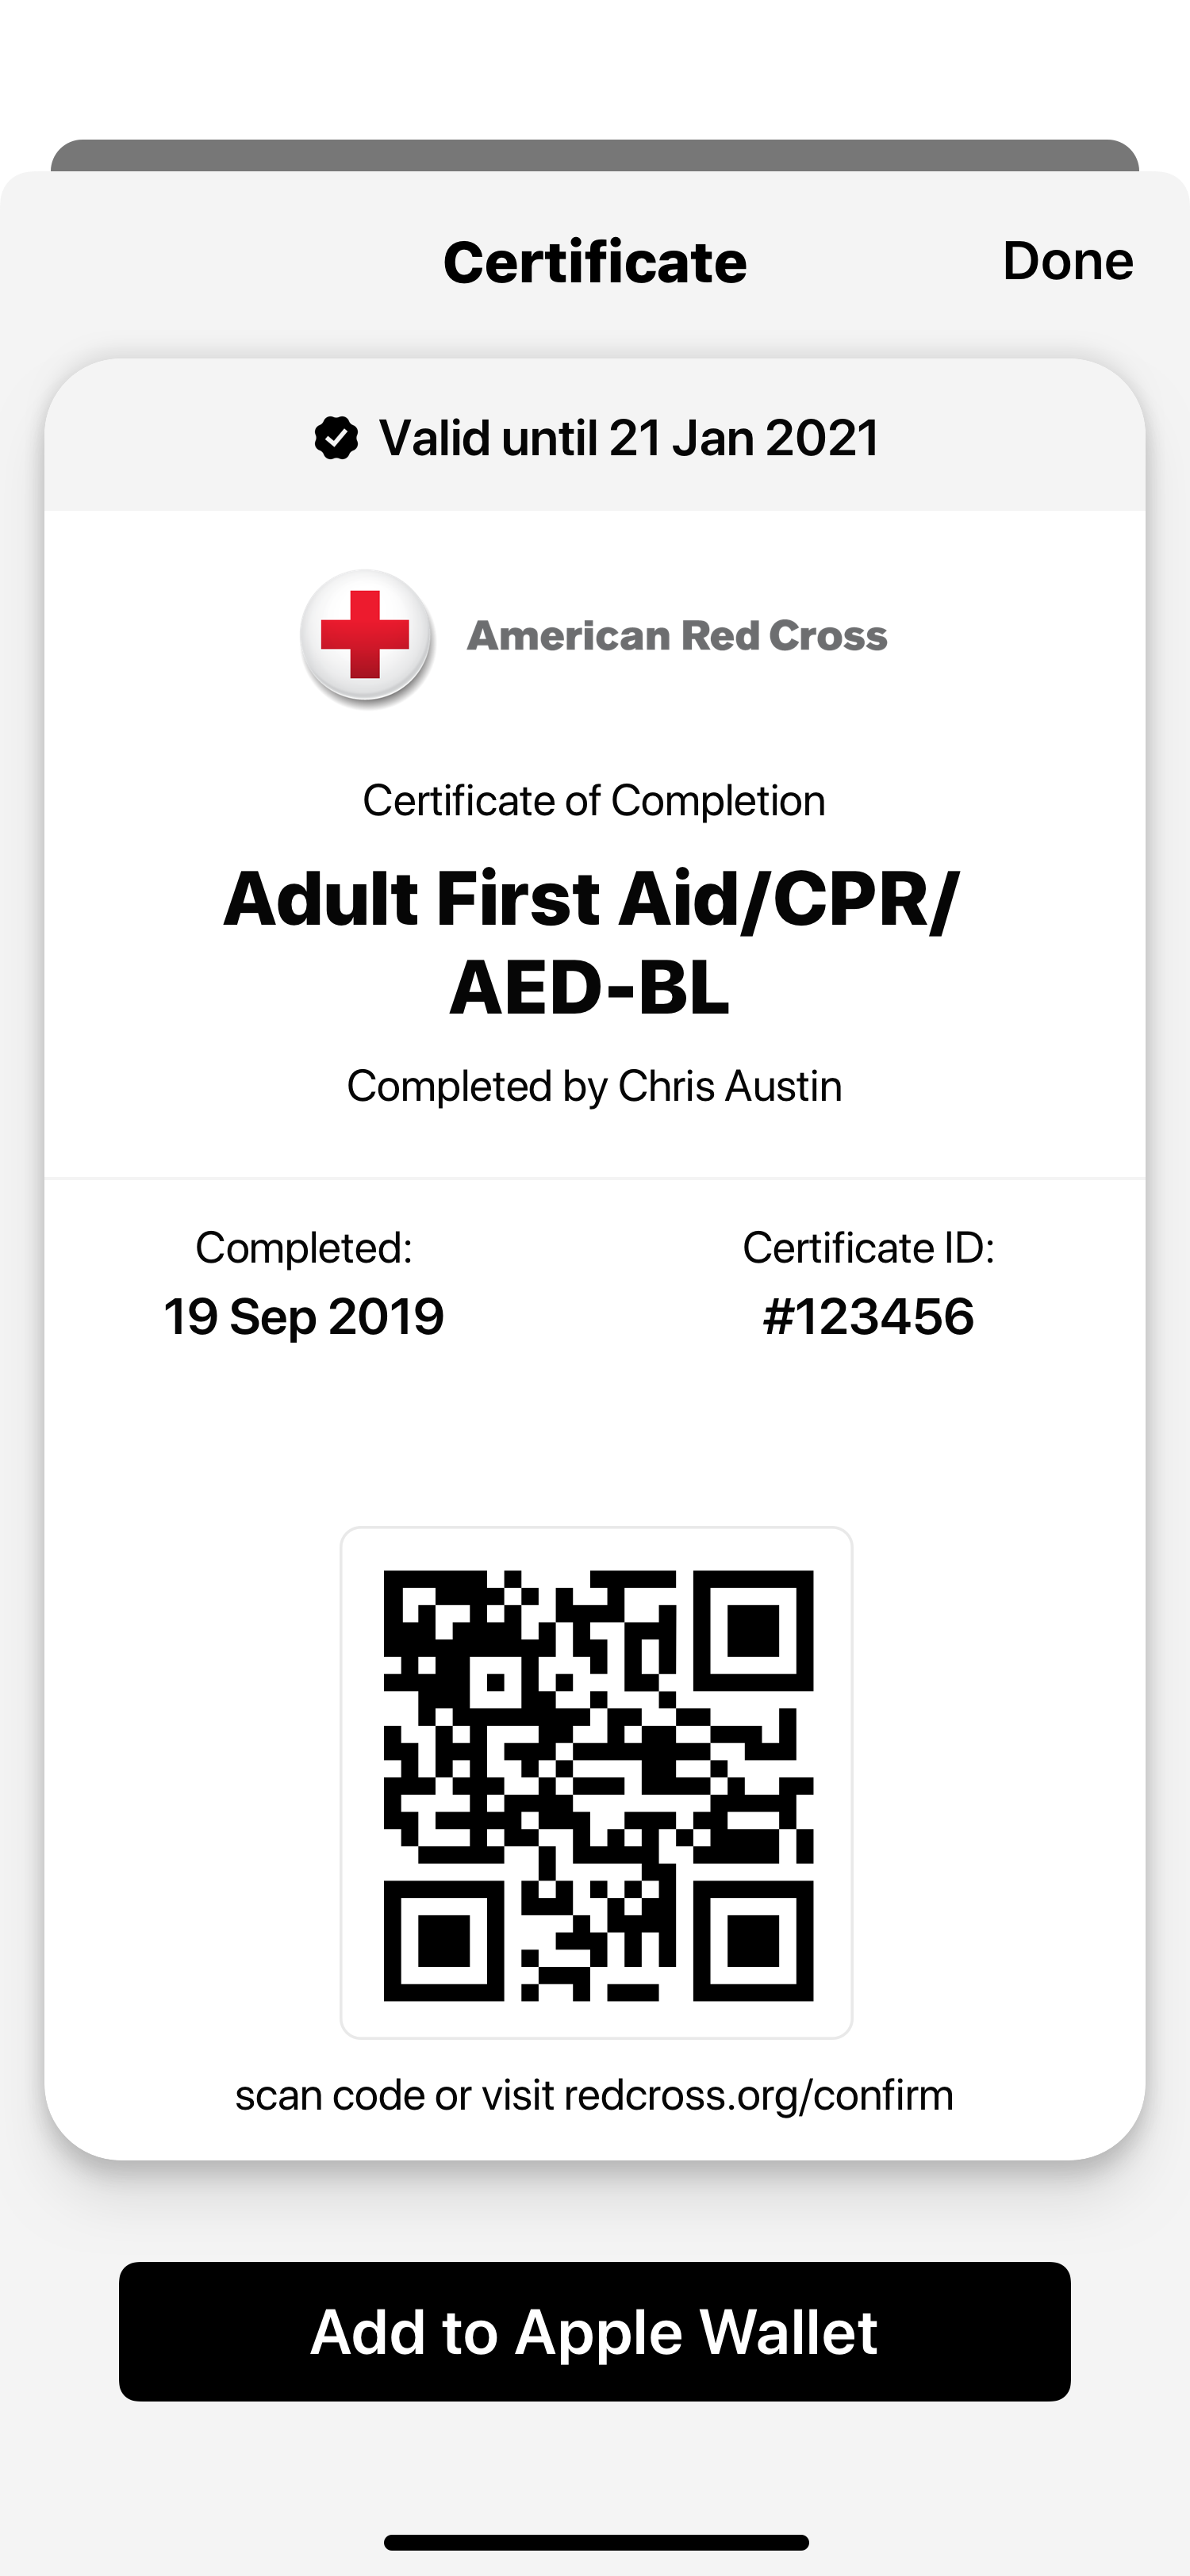 Certificate
Done
Valid until 21 Jan 2021
American Red Cross
Certificate of Completion
Adult First Aid/CPR/
AED-BL
Completed by Chris Austin
Completed:
19 Sep 2019
Certificate ID:
#123456
scan code or visit redcross.org/confirm
Add to Apple Wallet